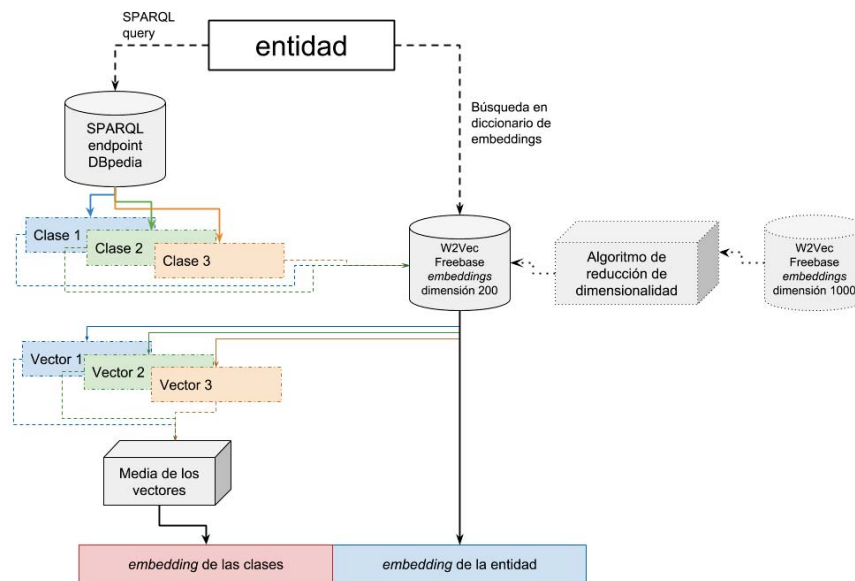 SPARQL
query
entidad
Búsqueda en
diccionario de
embeddings
SPARQL
endpoint
DBpedia
Clase 1
Clase 2
Clase 3
W2Vec
Freebase
embeddings
dimensión 200
Algoritmo de
reducción de
dimensionalidad
W2Vec
Freebase
embeddings
dimensión 1000
Vector 1
Vector 2
Vector 3
Media de los
vectores
embedding de las clases
embedding de la entidad